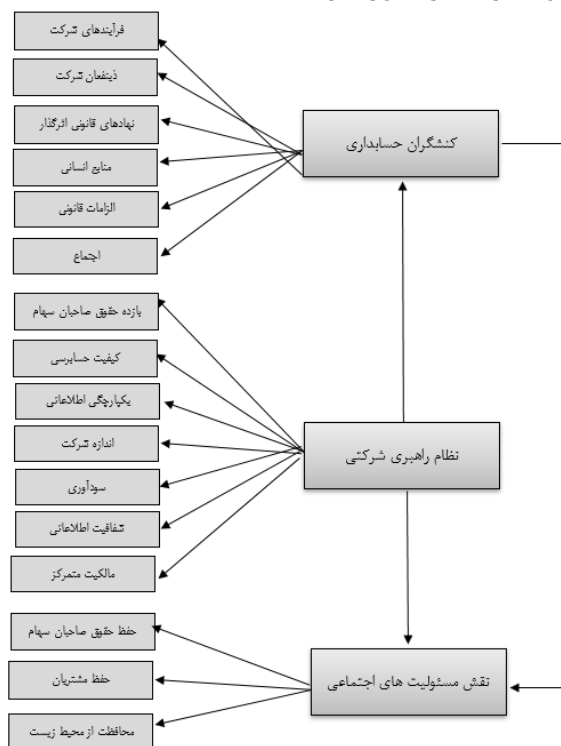 فرآیندهای شرکت
ذینفعان شرکت
نهادهای قانونی اثرگذار
کنشگران حسابداری
منابع انسانی
الزامات قانونی
اجتماع
بازده حقوق صاحبان سهام
کیفیت حسابرسی
یکپارچگی اطلاعاتی
اندازه شرکت
نظام راهبری شرکتی
سودآوری
شفافیت اطلاعاتی
مالکیت متمرکز
حفظ حقوق صاحبان سهام
حفظ مشتریان
نقش مسئولیت های اجتماعی
محافظت از محیط زیست